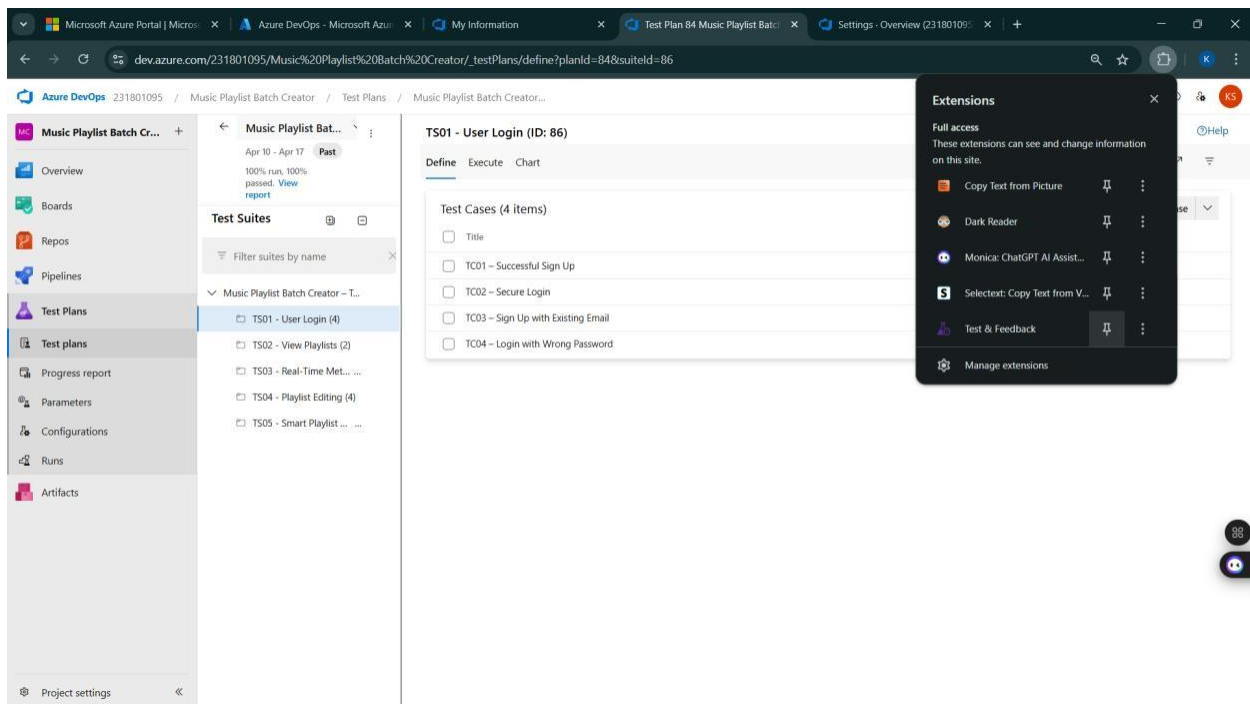 Microsoft Azure Portal | Micros
Azure DevOps - Microsoft Azur
My Information
Test Plan 84 Music Playlist Batc
Settings · Overview (231801095
dev.azure.com/231801095/Music%20Playlist%20Batch%20Creator/_testPlans/define?planId=84&suiteId=86
K
Azure DevOps 231801095 / Music Playlist Batch Creator / Test Plans / Music Playlist Batch Creator...
KS
MC Music Playlist Batch Cr... +
Overview
Boards
Repos
Pipelines
Test Plans
Test plans
Progress report
Parameters
Configurations
Runs
Artifacts
Project settings
Music Playlist Bat...
Apr 10 - Apr 17 Past
100% run, 100%
passed. View
report
Test Suites
Filter suites by name
Music Playlist Batch Creator – T...
TS01 - User Login (4)
TS02 - View Playlists (2)
TS03 - Real-Time Met... ...
TS04 - Playlist Editing (4)
TS05 - Smart Playlist ... ...
TS01 - User Login (ID: 86)
Help
Define Execute Chart
Test Cases (4 items)
Title
TC01 – Successful Sign Up
TC02 – Secure Login
TC03 – Sign Up with Existing Email
TC04 – Login with Wrong Password
Extensions
Full access
These extensions can see and change information
on this site.
Copy Text from Picture
Dark Reader
Monica: ChatGPT AI Assist...
S Selectext: Copy Text from V...
Test & Feedback
Manage extensions